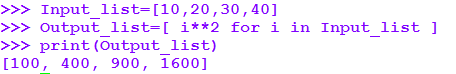 >>> Input_list=[10,20,30,40]
>>> Output_list=[ i**2 for i in Input_list ]
>>> print(Output_list)
[100, 400, 900, 1600]